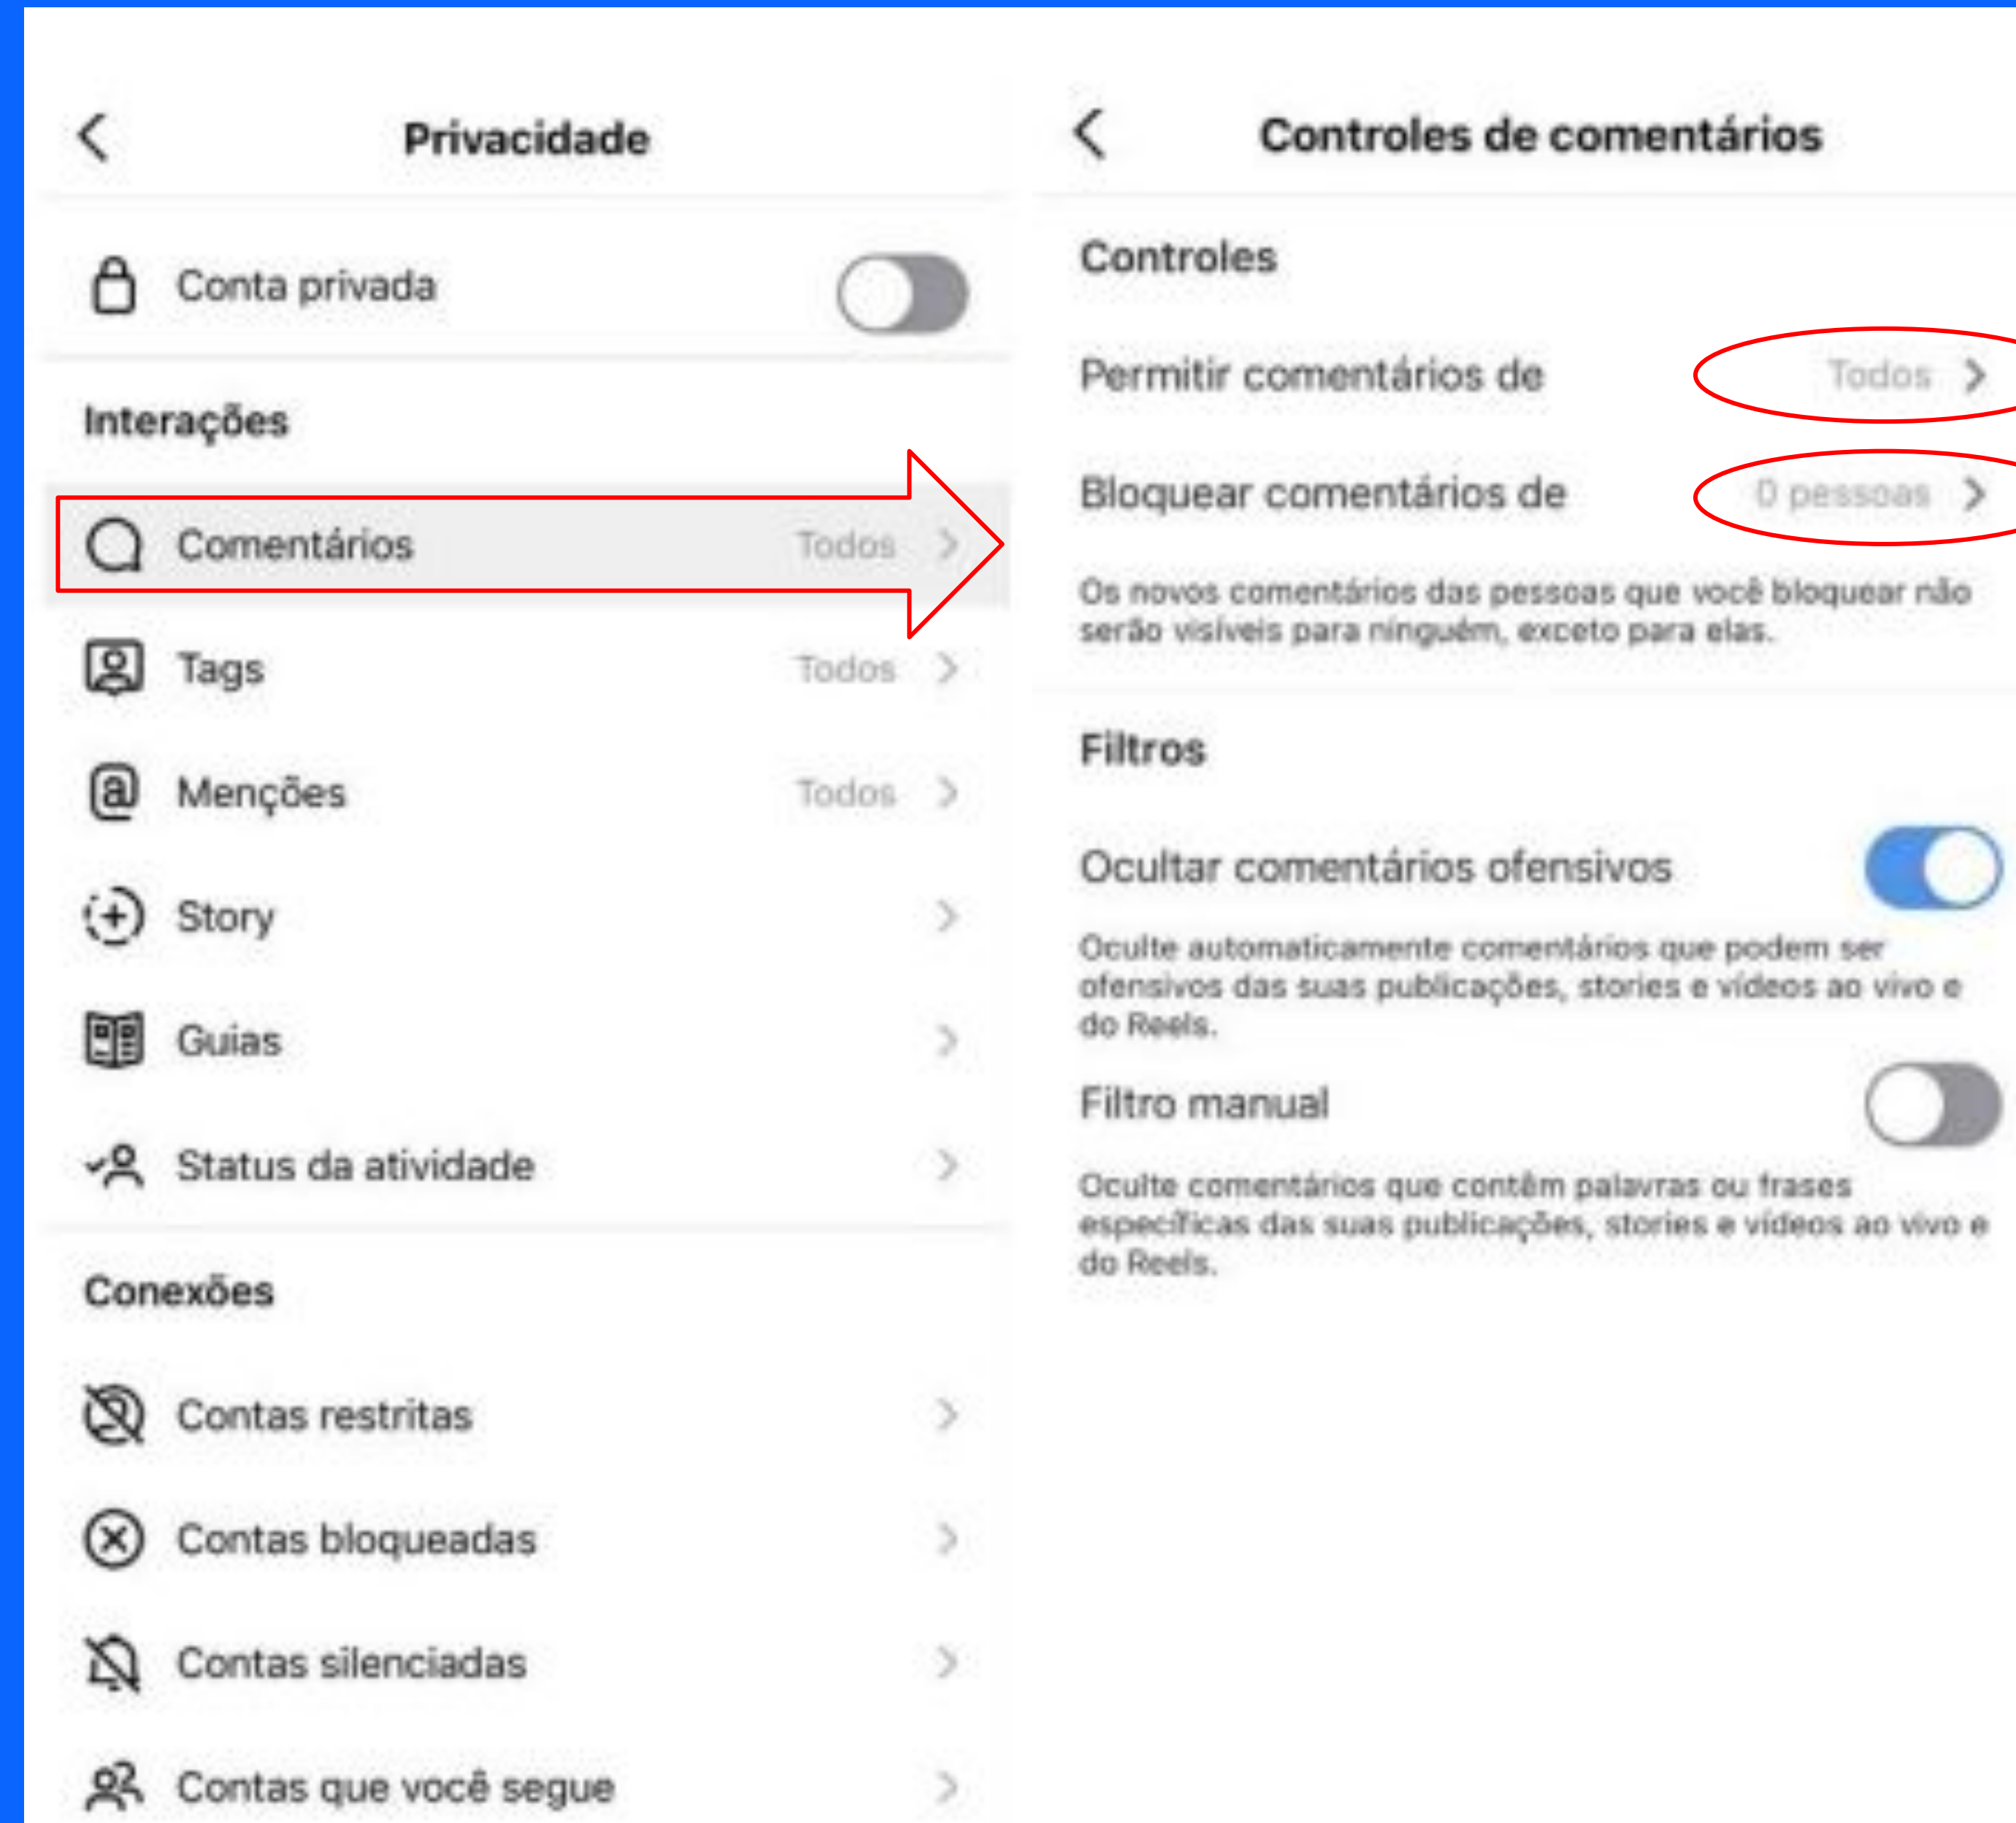 Privacidade
Conta privada
Interações
Comentários Todos
Tags Todos
Menções Todos
Story
Guias
Status da atividade
Conexões
Contas restritas
Contas bloqueadas
Contas silenciadas
Contas que você segue
Controles de comentários
Controles
Permitir comentários de Todos
Bloquear comentários de 0 pessoas
Os novos comentários das pessoas que você bloquear não
serão visíveis para ninguém, exceto para elas.
Filtros
Ocultar comentários ofensivos
Oculte automaticamente comentários que podem ser
ofensivos das suas publicações, stories e vídeos ao vivo e
do Reels.
Filtro manual
Oculte comentários que contêm palavras ou frases
específicas das suas publicações, stories e vídeos ao vivo e
do Reels.